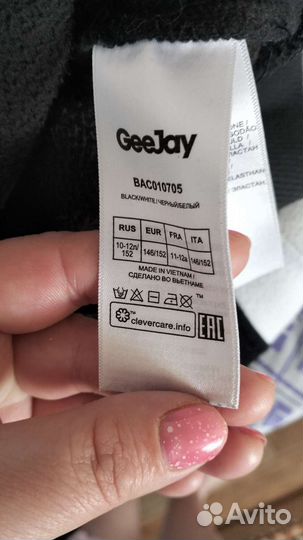 GeeJay
BAC010705
BLACK/WHITE/ЧЕРНЫЙ/БЕЛЫЙ
RUS EUR FRA ITA
10-12л/152 146/152 11-12a 146/152
MADE IN VIETNAM/
СДЕЛАНО ВО ВЬЕТНАМЕ
clevercare.info
EAC
ELASTHAN
ЭЛАСТАН
Avito